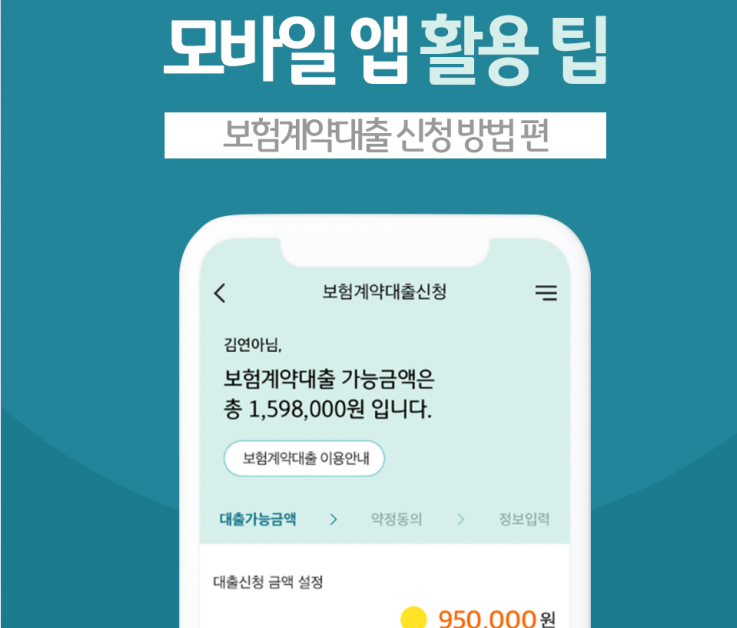 모바일 앱 활용 팁
보험계약대출 신청 방법 편
보험계약대출신청
김연아님,
보험계약대출 가능금액은
총 1,598,000원 입니다.
보험계약대출 이용안내
대출가능금액 > 약정동의 > 정보입력
대출신청 금액 설정
950,000원